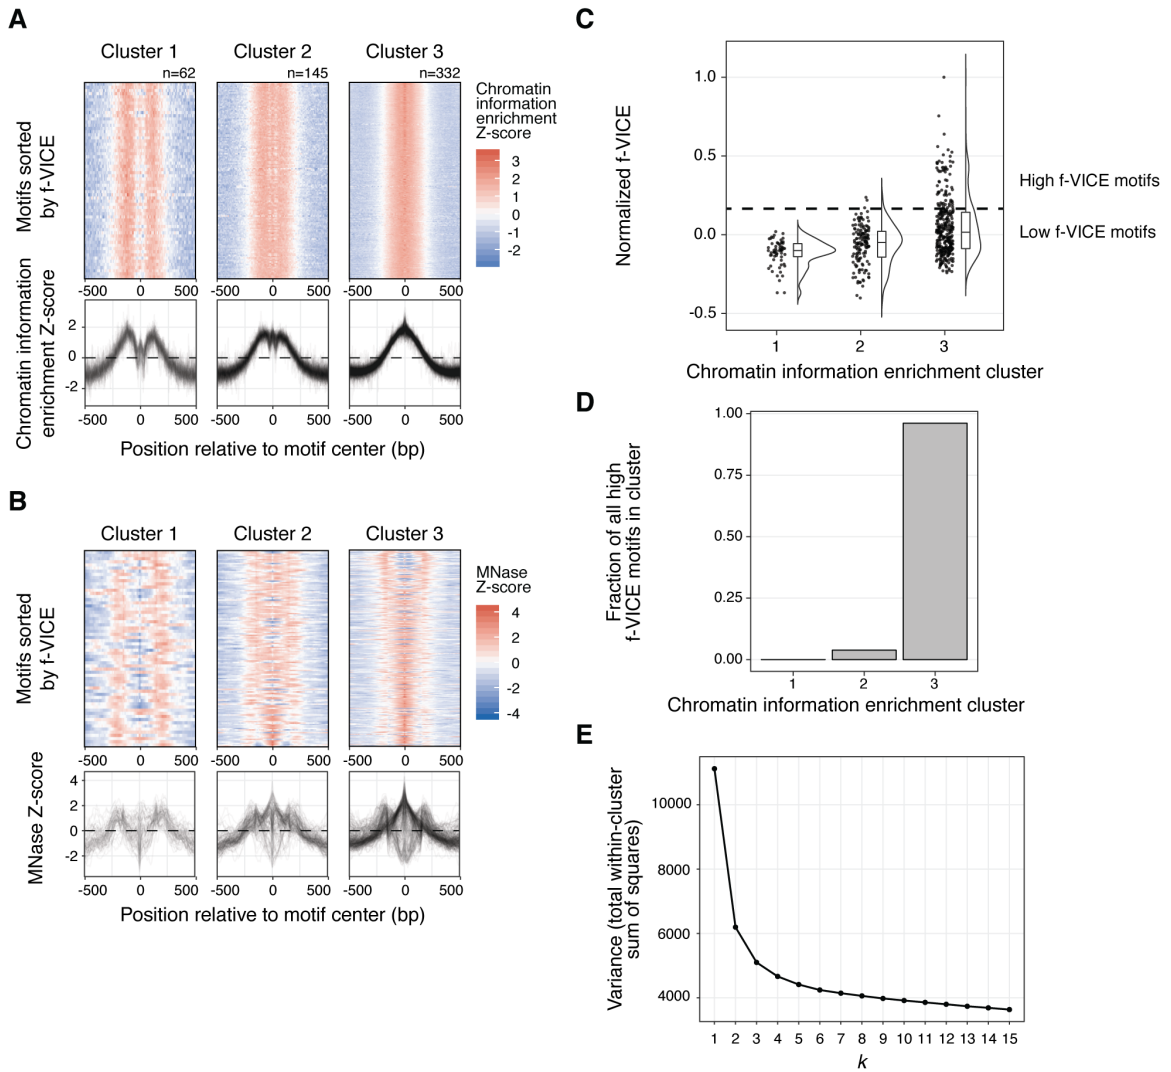 A
Cluster 1
Cluster 2
Cluster 3
n=62
n=145
n=332
Motifs sorted
by f-VICE
Chromatin
information
enrichment
Z-score
3
2
1
0
-1
-2
-500 0 500
-500 0 500
-500 0 500
Chromatin information
enrichment Z-score
2
0
-2
-500 0 500
-500 0 500
-500 0 500
Position relative to motif center (bp)
B
Cluster 1
Cluster 2
Cluster 3
Motifs sorted
by f-VICE
MNase
Z-score
4
2
0
-2
-4
-500 0 500
-500 0 500
-500 0 500
MNase Z-score
4
2
0
-2
-500 0 500
-500 0 500
-500 0 500
Position relative to motif center (bp)
C
Normalized f-VICE
1.0
0.5
0.0
-0.5
High f-VICE motifs
Low f-VICE motifs
1 2 3
Chromatin information enrichment cluster
D
Fraction of all high
f-VICE motifs in cluster
1.00
0.75
0.50
0.25
0.00
1 2 3
Chromatin information enrichment cluster
E
Variance (total within-cluster
sum of squares)
10000
8000
6000
4000
1 2 3 4 5 6 7 8 9 10 11 12 13 14 15
k